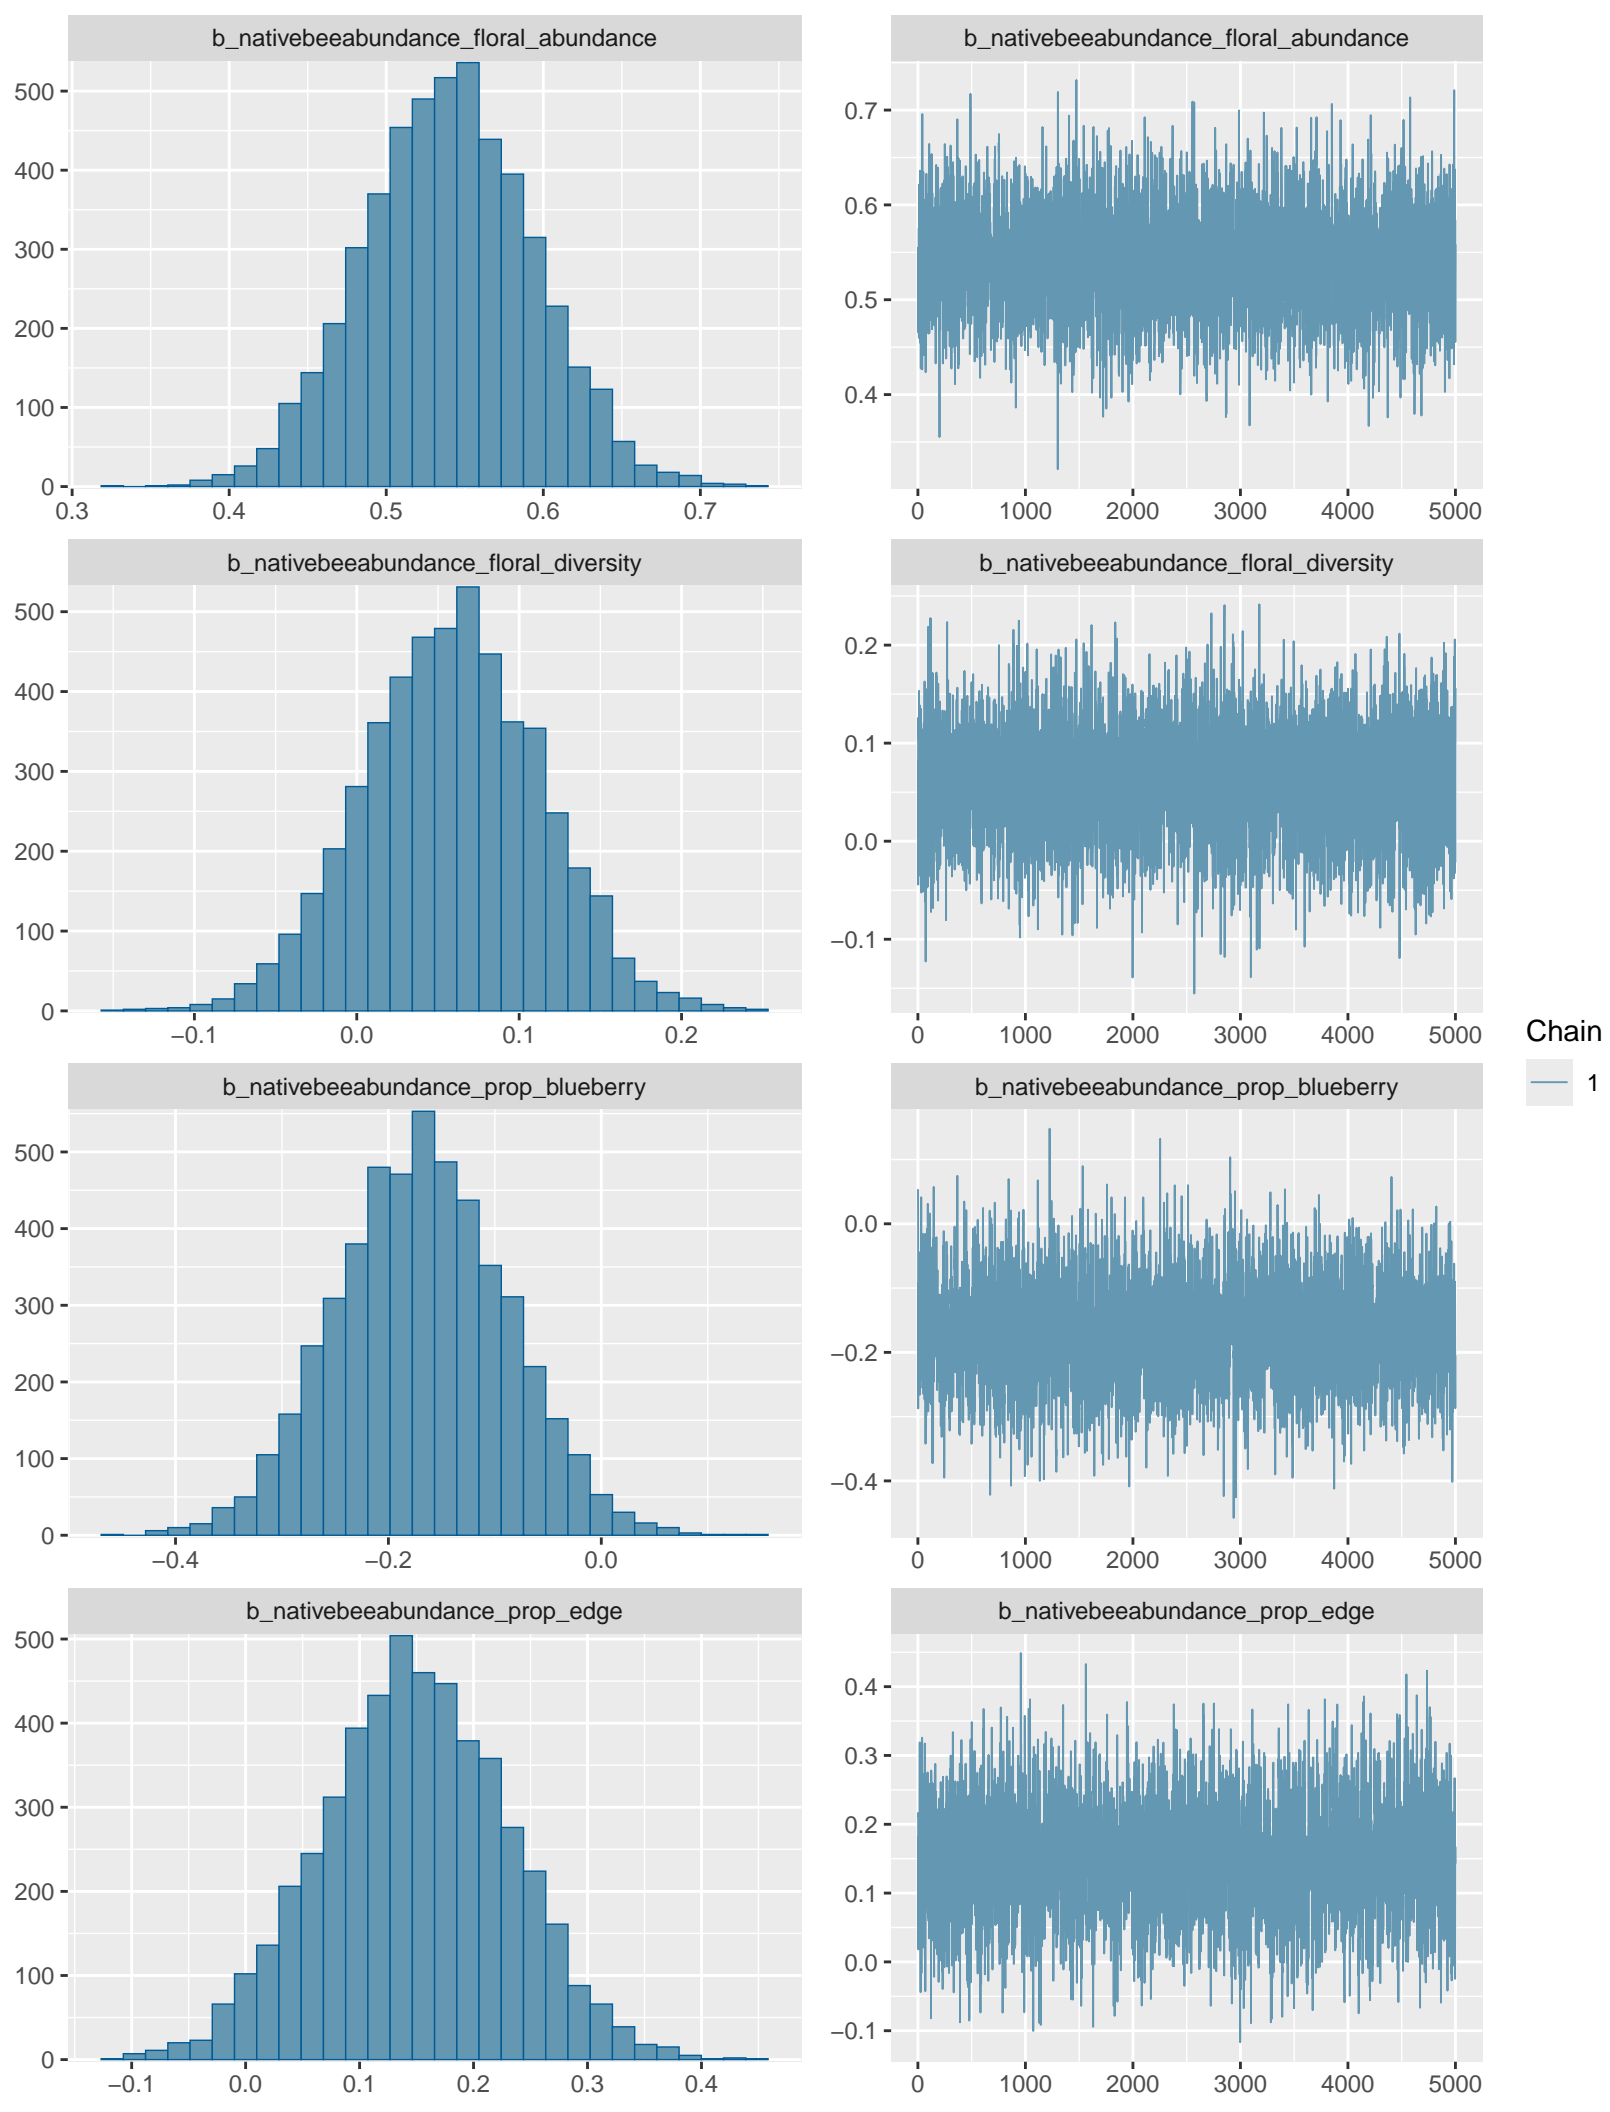 b_nativebeeabundance_floral_abundance
b_nativebeeabundance_floral_abundance
500
400
300
200
100
0
0.3 0.4 0.5 0.6 0.7
0.7
0.6
0.5
0.4
0 1000 2000 3000 4000 5000
b_nativebeeabundance_floral_diversity
b_nativebeeabundance_floral_diversity
500
400
300
200
100
0
−0.1 0.0 0.1 0.2
0.2
0.1
0.0
−0.1
0 1000 2000 3000 4000 5000
b_nativebeeabundance_prop_blueberry
b_nativebeeabundance_prop_blueberry
500
400
300
200
100
0
−0.4 −0.2 0.0
0.0
−0.2
−0.4
0 1000 2000 3000 4000 5000
b_nativebeeabundance_prop_edge
b_nativebeeabundance_prop_edge
500
400
300
200
100
0
−0.1 0.0 0.1 0.2 0.3 0.4
0.4
0.3
0.2
0.1
0.0
−0.1
0 1000 2000 3000 4000 5000
Chain
1